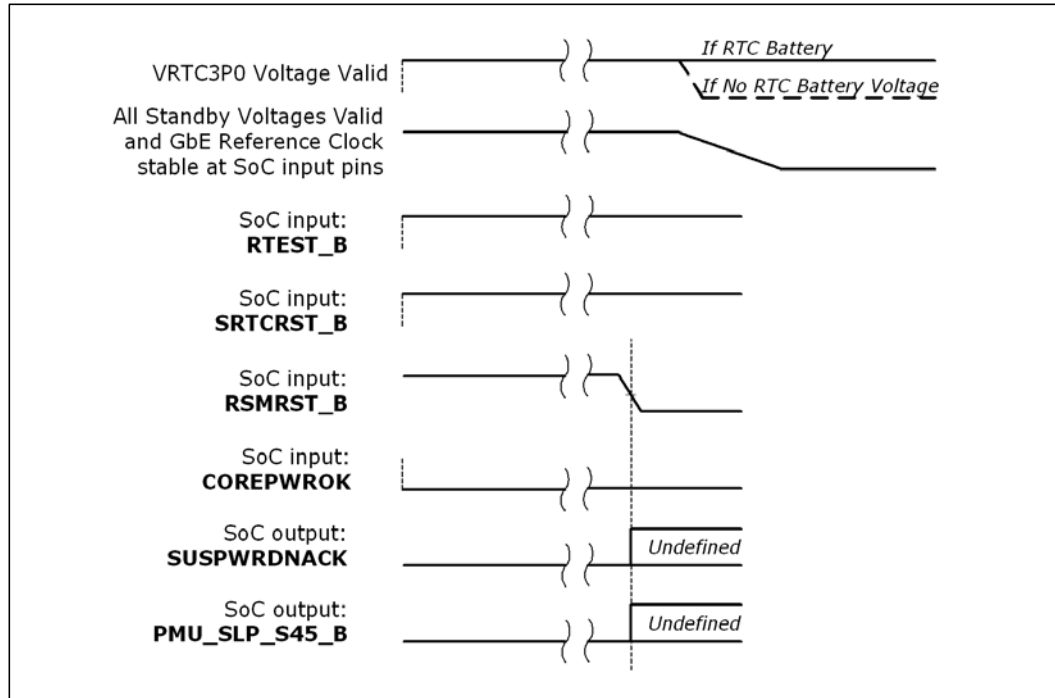 If RTC Battery
VRTC3P0 Voltage Valid
If No RTC Battery Voltage
All Standby Voltages Valid
and GbE Reference Clock
stable at SoC input pins
SoC input:
RTEST_B
SoC input:
SRTCRST_B
SoC input:
RSMRST_B
SoC input:
COREPWROK
SoC output:
SUSPWRDNACK
Undefined
SoC output:
PMU_SLP_S45_B
Undefined